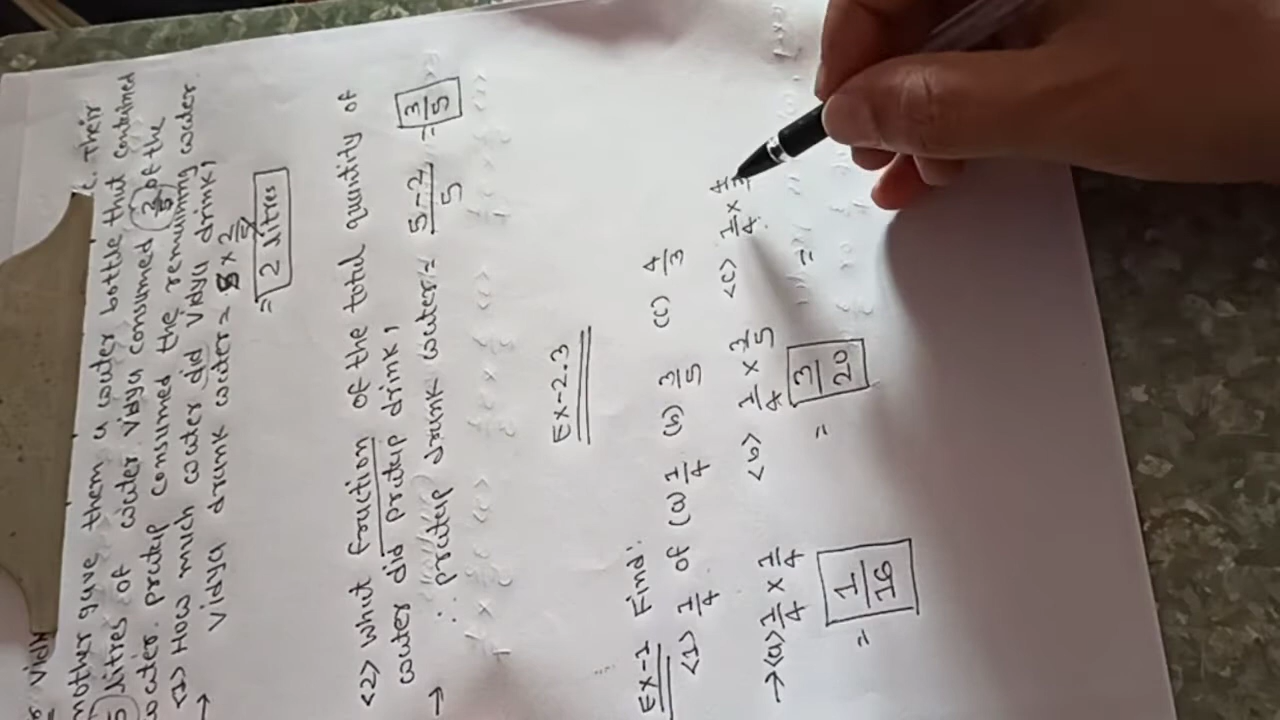 mother gave them a water bottle that contained
5 litres of water. Vidya consumed 2/5 of the
water. pratap consumed the remaining water
<1> How much water did Vidya drink?
→ Vidya drank water = 5 × 2/5
= 2 litres
<2> What fraction of the total quantity of
water did pratap drink?
→ ∴ pratap drank water = 5-2/5 = 3/5
Ex-2.3
Ex-1 Find:
<1> 1/4 of (a) 1/4 (b) 3/5 (c) 4/3
→ <a> 1/4 × 1/4 <b> 1/4 × 3/5 <c> 1/4 × 4/3
= 1/16 = 3/20 =